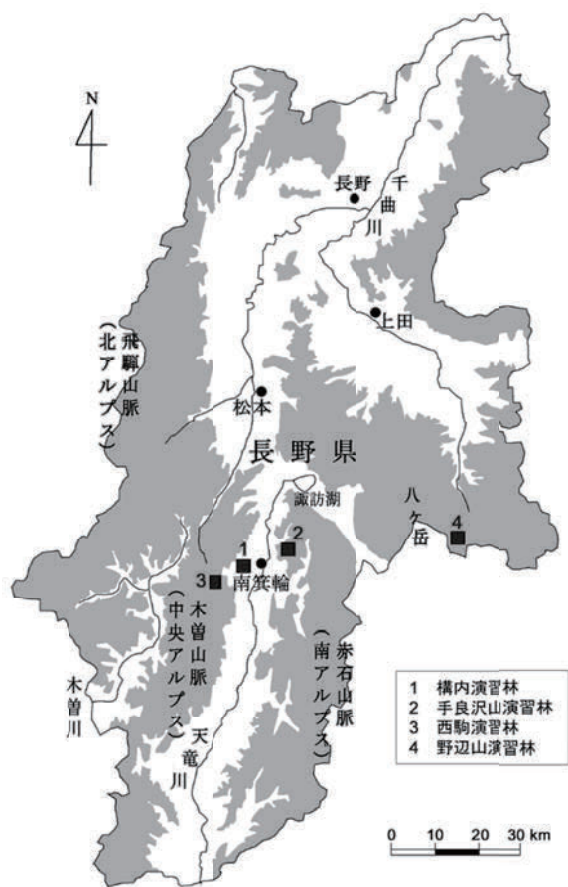 N
長野
千曲川
上田
飛騨山脈
(北アルプス)
松本
長野県
諏訪湖
八ヶ岳
4
2
1
3
南箕輪
木曽山脈
(中央アルプス)
赤石山脈
(南アルプス)
木曽川
天竜川
1 構内演習林
2 手良沢山演習林
3 西駒演習林
4 野辺山演習林
0 10 20 30 km